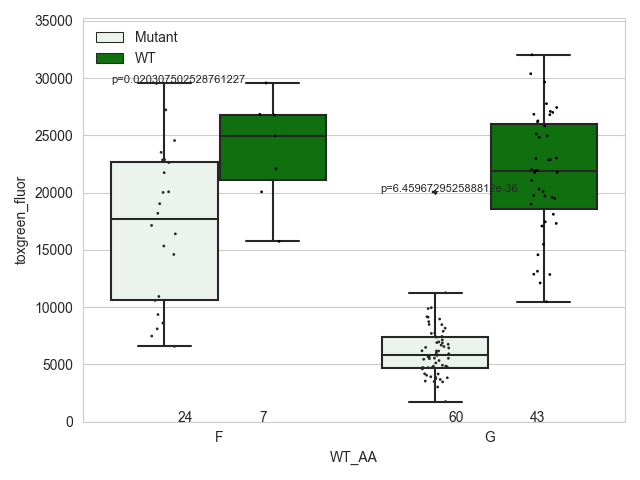 35000
30000
25000
20000
15000
10000
5000
0
toxgreen_fluor
Mutant
WT
p=0.020307502528761227
p=6.459672952588812e-36
24 7 60 43
F G
WT_AA